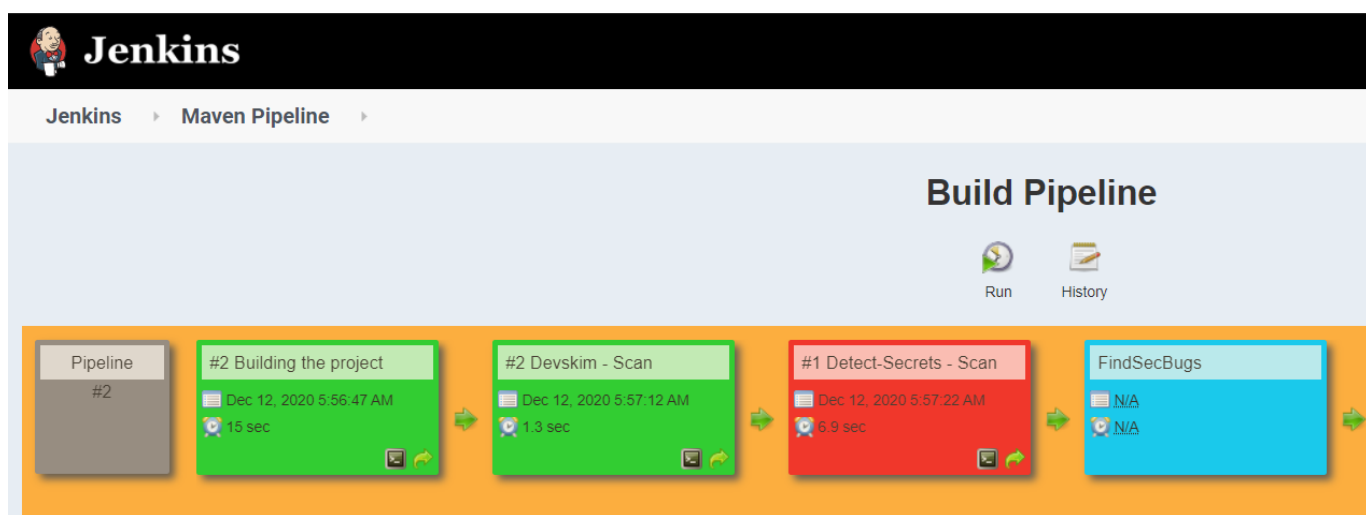 Jenkins
Jenkins Maven Pipeline
Build Pipeline
Run History
Pipeline
#2
#2 Building the project
Dec 12, 2020 5:56:47 AM
15 sec
#2 Devskim - Scan
Dec 12, 2020 5:57:12 AM
1.3 sec
#1 Detect-Secrets - Scan
Dec 12, 2020 5:57:22 AM
6.9 sec
FindSecBugs
N/A
N/A